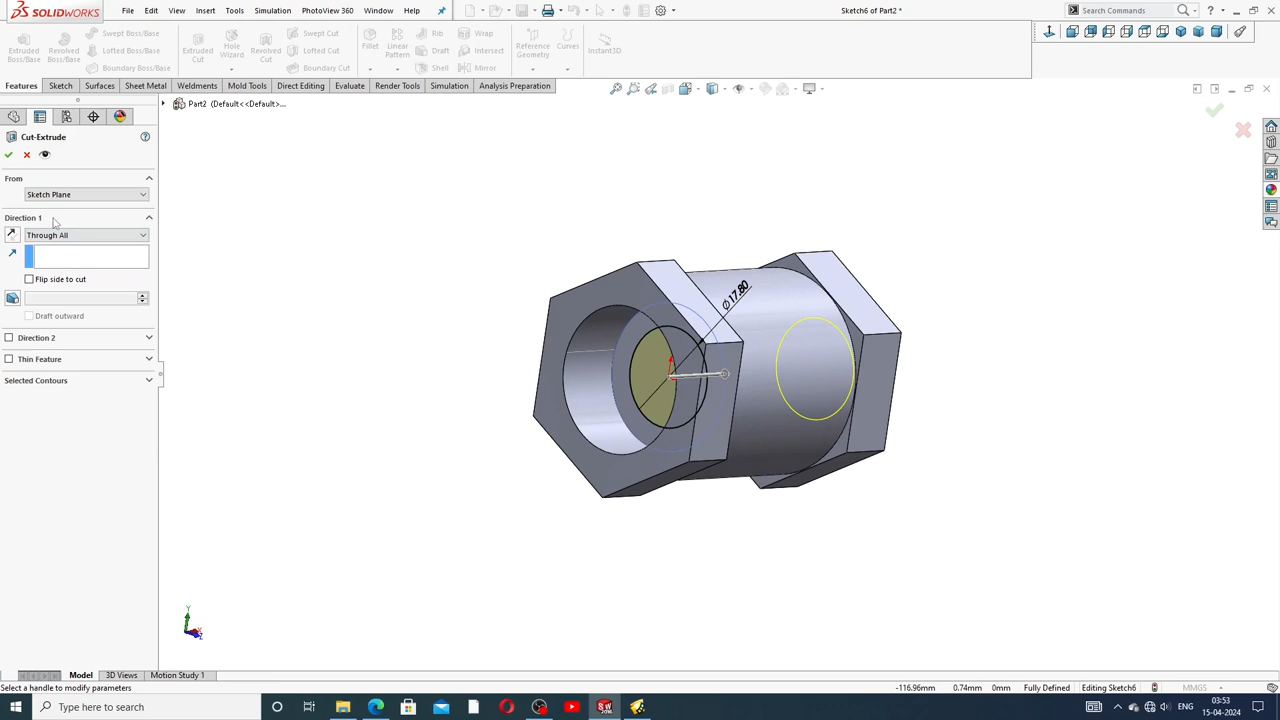 SOLIDWORKS File Edit View Insert Tools Simulation PhotoView 360 Window Help Sketch6 of Part2 * Search Commands
Extruded Boss/Base Revolved Boss/Base Swept Boss/Base Lofted Boss/Base Boundary Boss/Base Extruded Cut Hole Wizard Revolved Cut Swept Cut Lofted Cut Boundary Cut Fillet Linear Pattern Rib Draft Shell Wrap Intersect Mirror Reference Geometry Curves Instant3D
Features Sketch Surfaces Sheet Metal Weldments Mold Tools Direct Editing Evaluate Render Tools Simulation Analysis Preparation
Part2 (Default<<Default>...
Cut-Extrude
From
Sketch Plane
Direction 1
Through All
Flip side to cut
Draft outward
Direction 2
Thin Feature
Selected Contours
Φ17.80
Y
X
Z
Model 3D Views Motion Study 1
Select a handle to modify parameters -116.96mm 0.74mm 0mm Fully Defined Editing Sketch6 MMGS
Type here to search ENG 03:53
15-04-2024